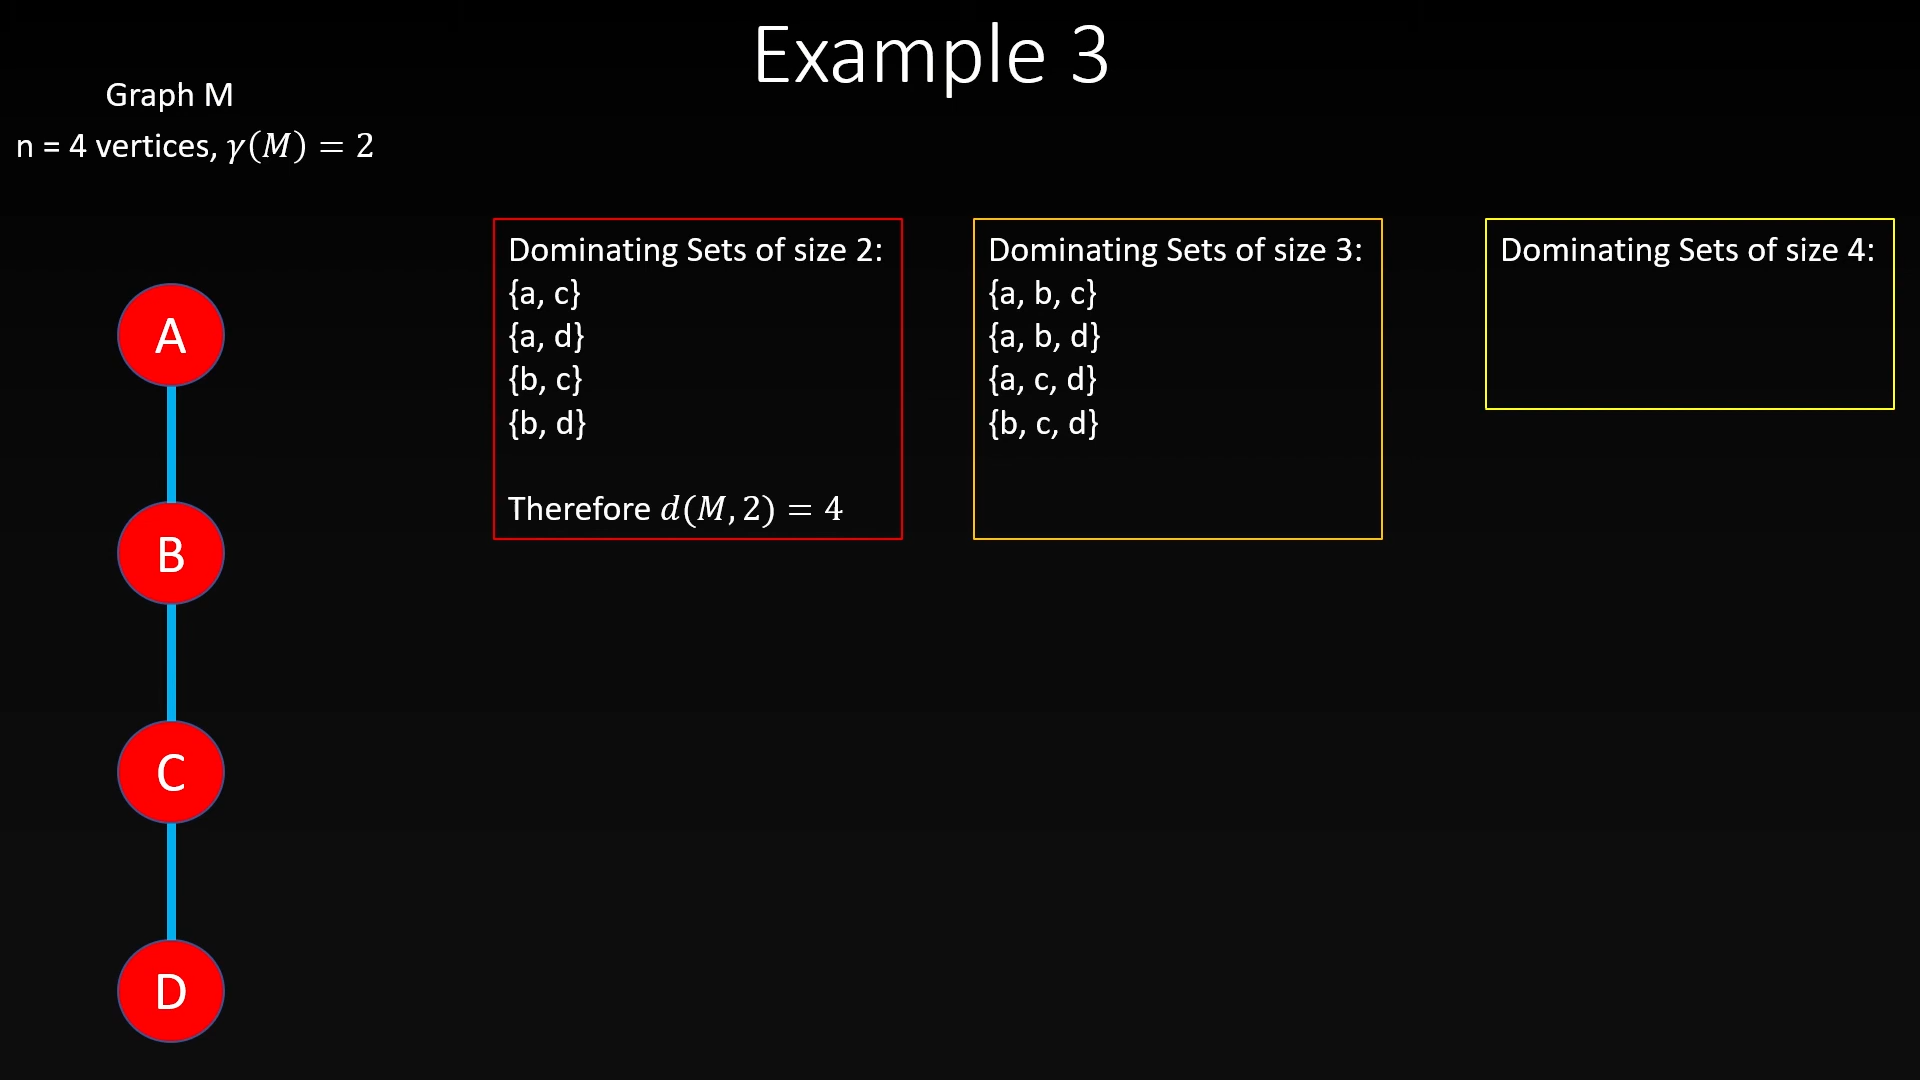 Example 3
Graph M
n = 4 vertices, γ(M) = 2
Dominating Sets of size 2:
{a, c}
{a, d}
{b, c}
{b, d}
Therefore d(M, 2) = 4
Dominating Sets of size 3:
{a, b, c}
{a, b, d}
{a, c, d}
{b, c, d}
Dominating Sets of size 4:
A
B
C
D